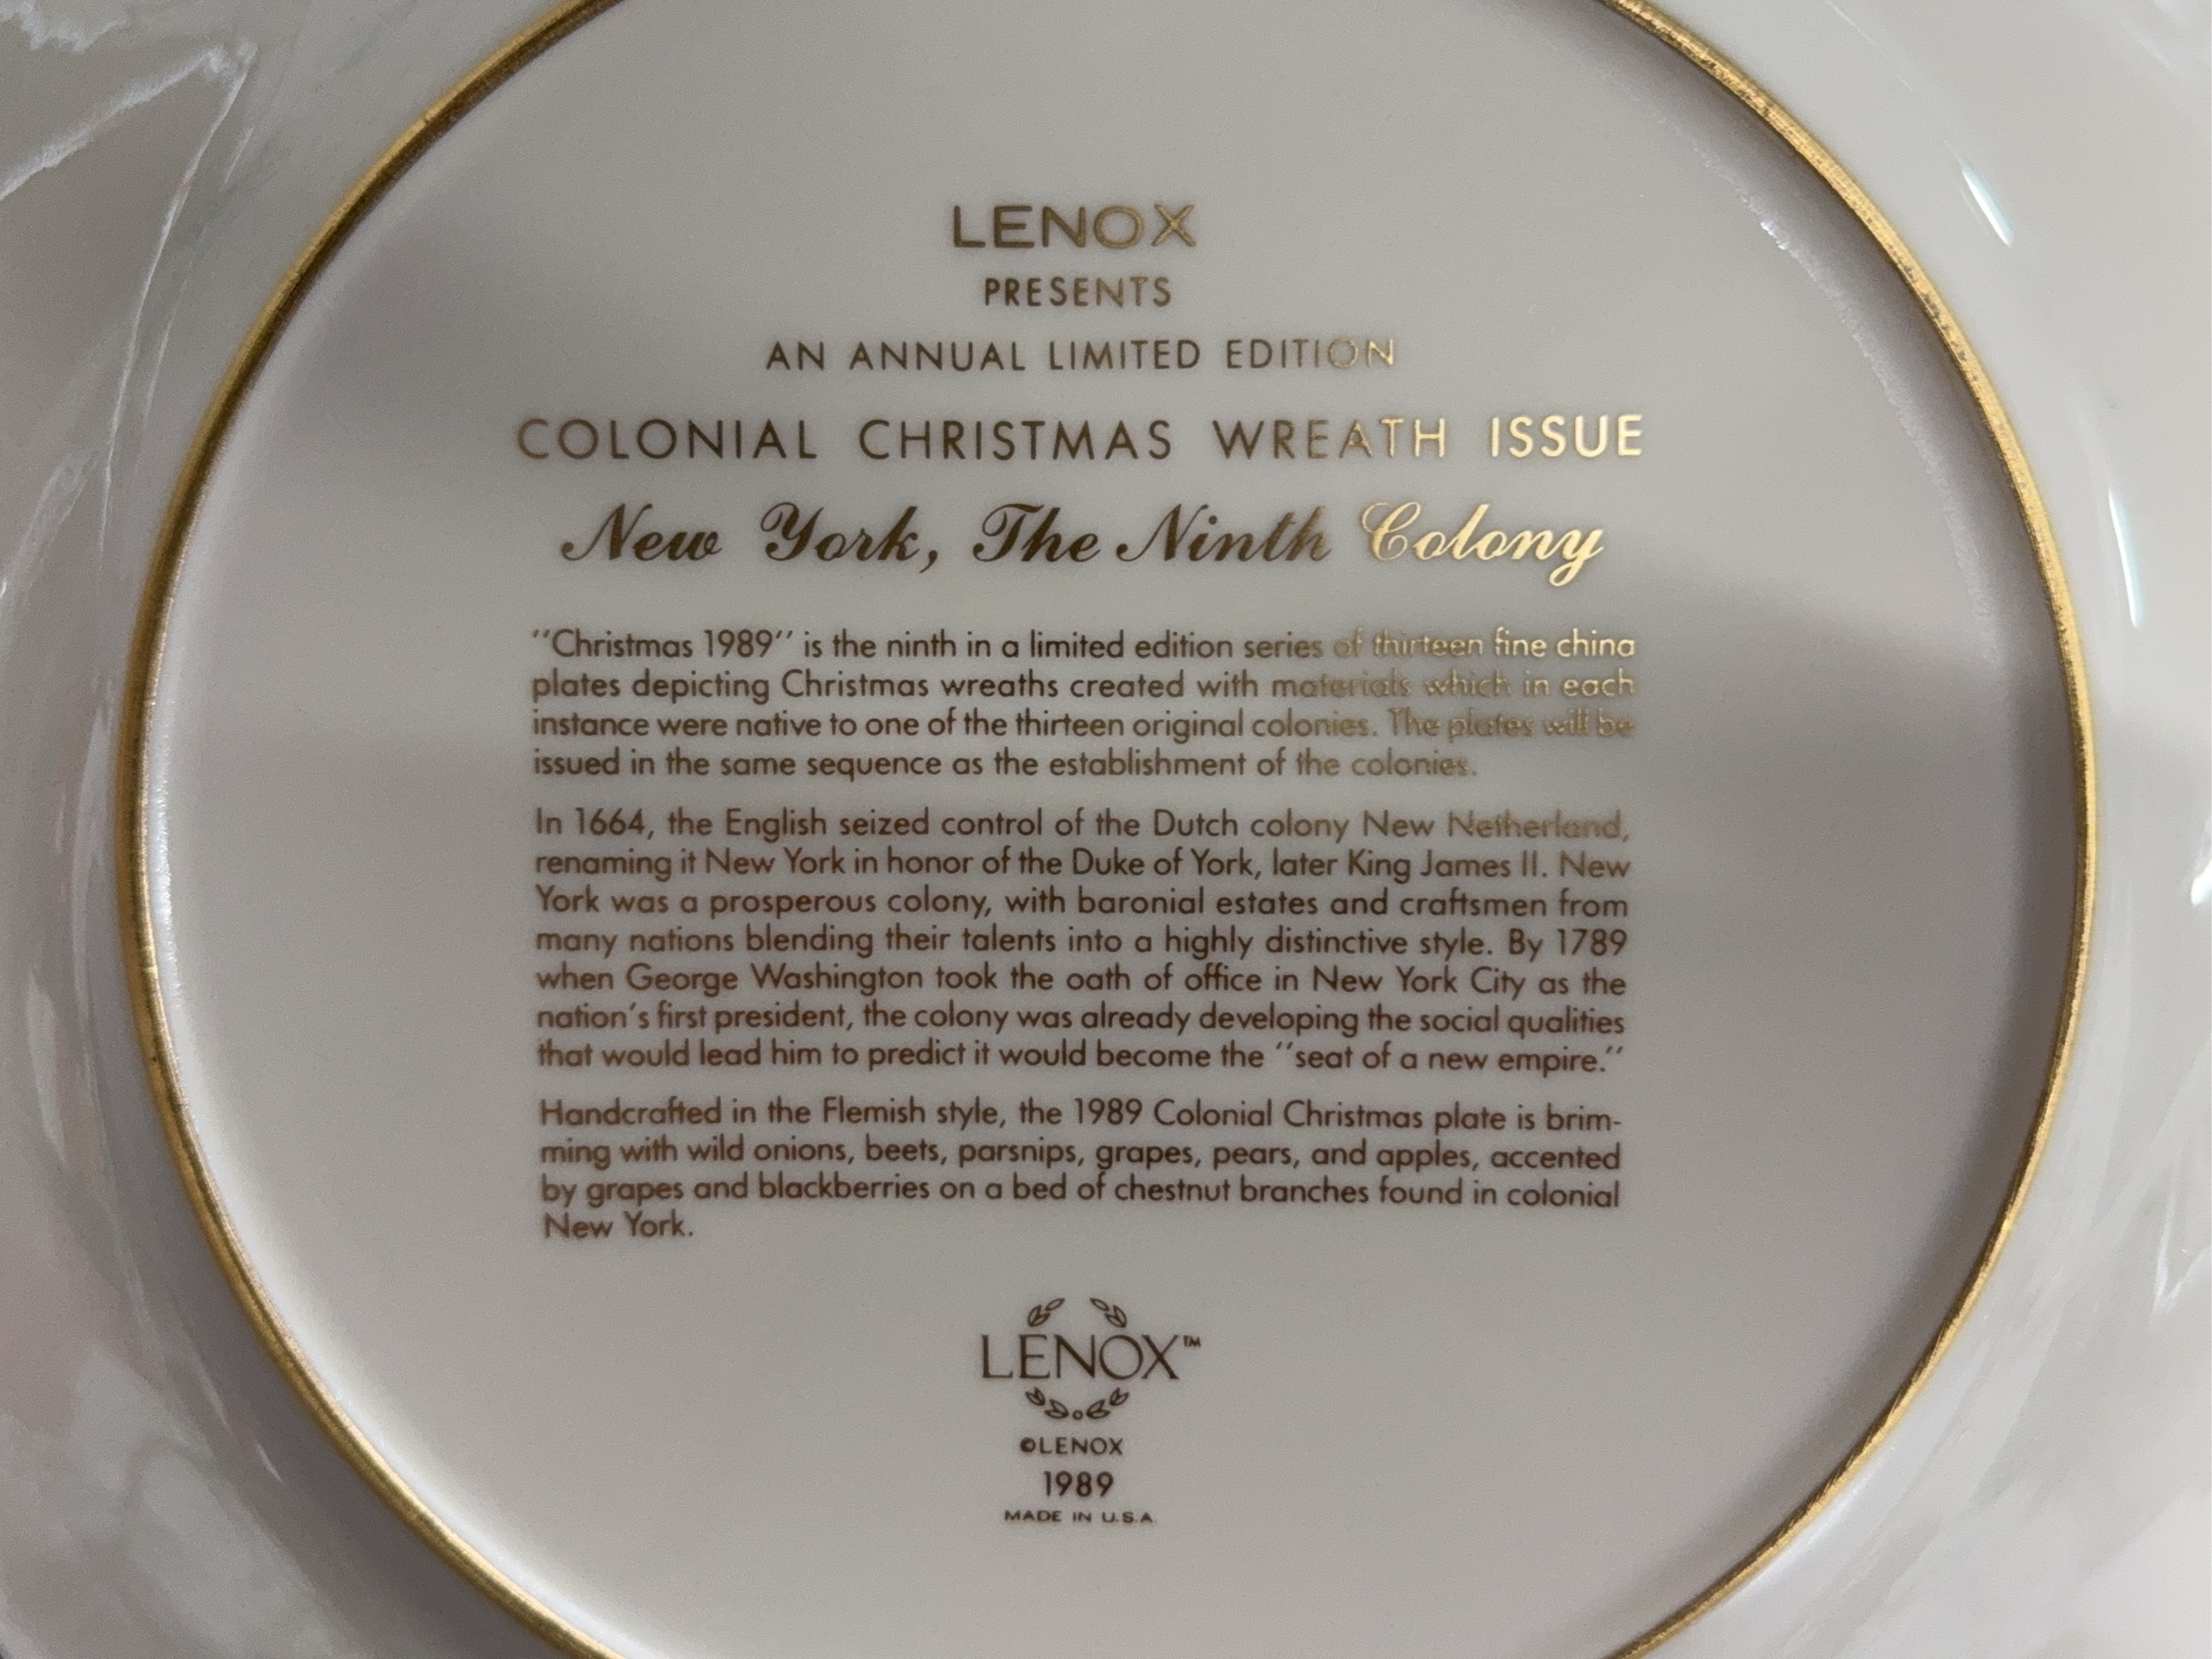 LENOX
PRESENTS
AN ANNUAL LIMITED EDITION
COLONIAL CHRISTMAS WREATH ISSUE
New York, The Ninth Colony
''Christmas 1989'' is the ninth in a limited edition series of thirteen fine china
plates depicting Christmas wreaths created with materials which in each
instance were native to one of the thirteen original colonies. The plates will be
issued in the same sequence as the establishment of the colonies.
In 1664, the English seized control of the Dutch colony New Netherland,
renaming it New York in honor of the Duke of York, later King James II. New
York was a prosperous colony, with baronial estates and craftsmen from
many nations blending their talents into a highly distinctive style. By 1789
when George Washington took the oath of office in New York City as the
nation's first president, the colony was already developing the social qualities
that would lead him to predict it would become the ''seat of a new empire.''
Handcrafted in the Flemish style, the 1989 Colonial Christmas plate is brim-
ming with wild onions, beets, parsnips, grapes, pears, and apples, accented
by grapes and blackberries on a bed of chestnut branches found in colonial
New York.
LENOX™
©LENOX
1989
MADE IN U.S.A.